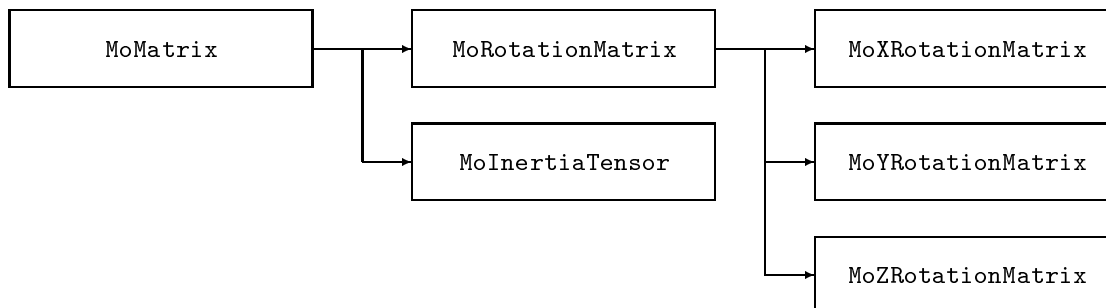 MoMatrix
MoRotationMatrix
MoXRotationMatrix
MoInertiaTensor
MoYRotationMatrix
MoZRotationMatrix